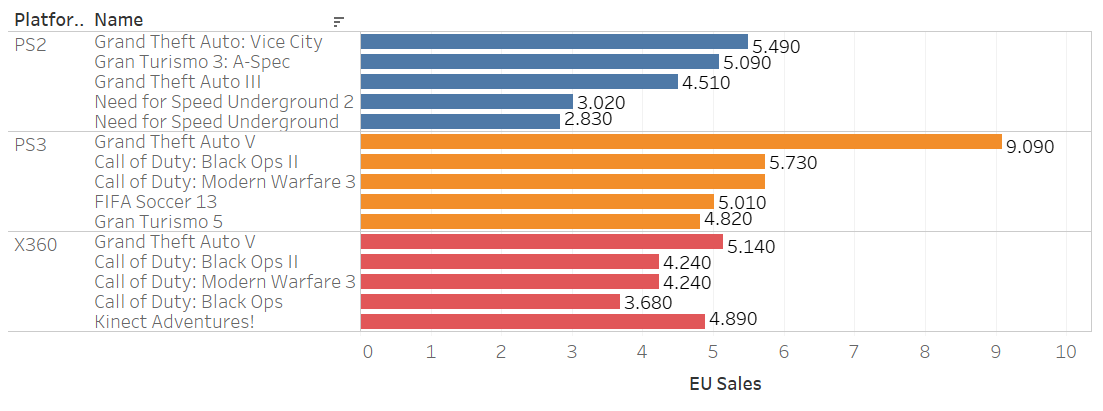 Platfor.. Name
PS2 Grand Theft Auto: Vice City 5.490
Gran Turismo 3: A-Spec 5.090
Grand Theft Auto III 4.510
Need for Speed Underground 2 3.020
Need for Speed Underground 2.830
PS3 Grand Theft Auto V 9.090
Call of Duty: Black Ops II 5.730
Call of Duty: Modern Warfare 3
FIFA Soccer 13 5.010
Gran Turismo 5 4.820
X360 Grand Theft Auto V 5.140
Call of Duty: Black Ops II 4.240
Call of Duty: Modern Warfare 3 4.240
Call of Duty: Black Ops 3.680
Kinect Adventures! 4.890
0 1 2 3 4 5 6 7 8 9 10
EU Sales